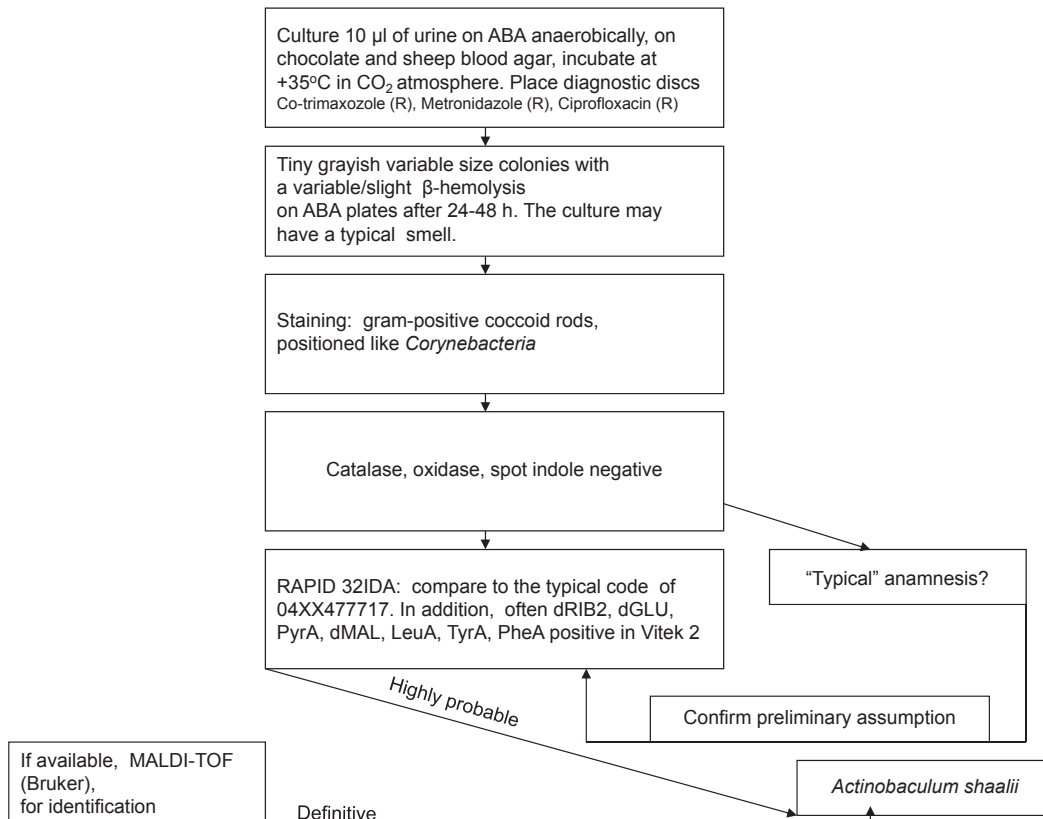 Culture 10 µl of urine on ABA anaerobically, on
chocolate and sheep blood agar, incubate at
+35°C in CO₂ atmosphere. Place diagnostic discs
Co-trimaxozole (R), Metronidazole (R), Ciprofloxacin (R)
Tiny grayish variable size colonies with
a variable/slight β-hemolysis
on ABA plates after 24-48 h. The culture may
have a typical smell.
Staining: gram-positive coccoid rods,
positioned like Corynebacteria
Catalase, oxidase, spot indole negative
RAPID 32IDA: compare to the typical code of
04XX477717. In addition, often dRIB2, dGLU,
PyrA, dMAL, LeuA, TyrA, PheA positive in Vitek 2
“Typical” anamnesis?
Highly probable
Confirm preliminary assumption
If available, MALDI-TOF
(Bruker),
for identification
Actinobaculum shaalii
Definitive